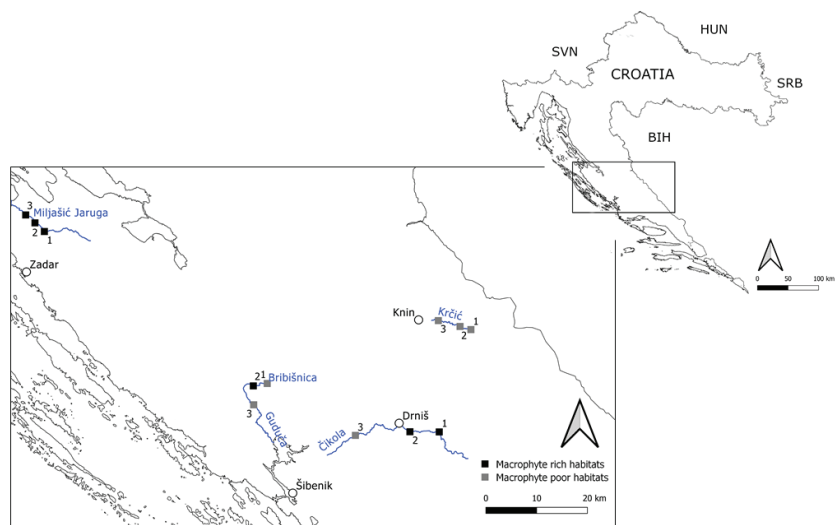 HUN
SVN
CROATIA
SRB
BIH
0 50 100 km
3
Miljašić Jaruga
2 1
Zadar
Knin
Krčić
3 2 1
2 1 Bribišnica
3
Guduča
Drniš
Čikola
3 2 1
Šibenik
Macrophyte rich habitats
Macrophyte poor habitats
0 10 20 km